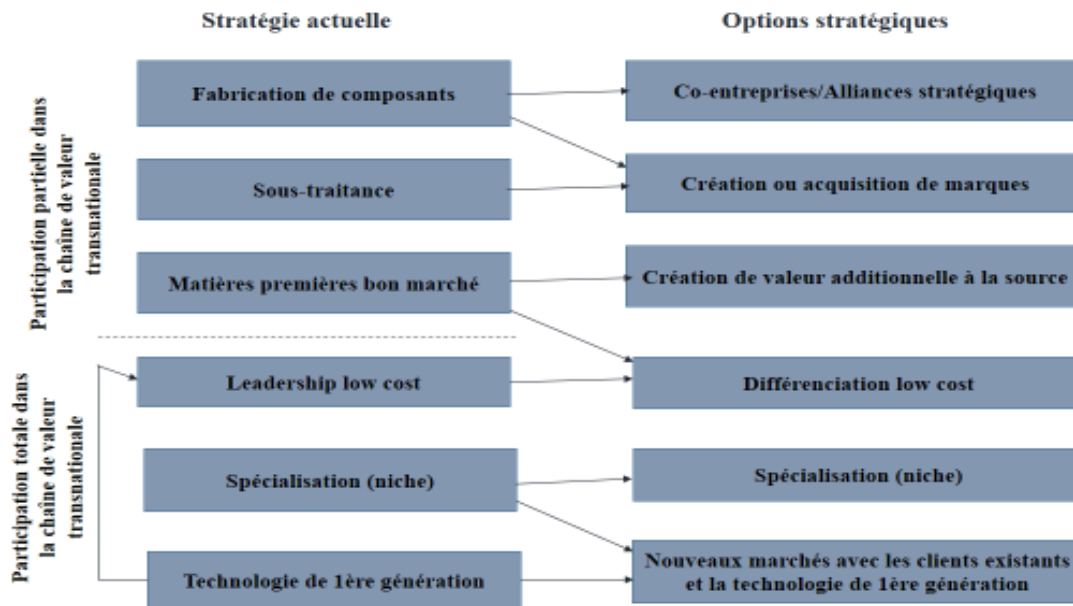 Stratégie actuelle
Options stratégiques
Participation partielle dans
la chaîne de valeur
transnationale
Fabrication de composants
Co-entreprises/Alliances stratégiques
Sous-traitance
Création ou acquisition de marques
Matières premières bon marché
Création de valeur additionnelle à la source
Participation totale dans
la chaîne de valeur
transnationale
Leadership low cost
Différenciation low cost
Spécialisation (niche)
Spécialisation (niche)
Technologie de 1ère génération
Nouveaux marchés avec les clients existants
et la technologie de 1ère génération